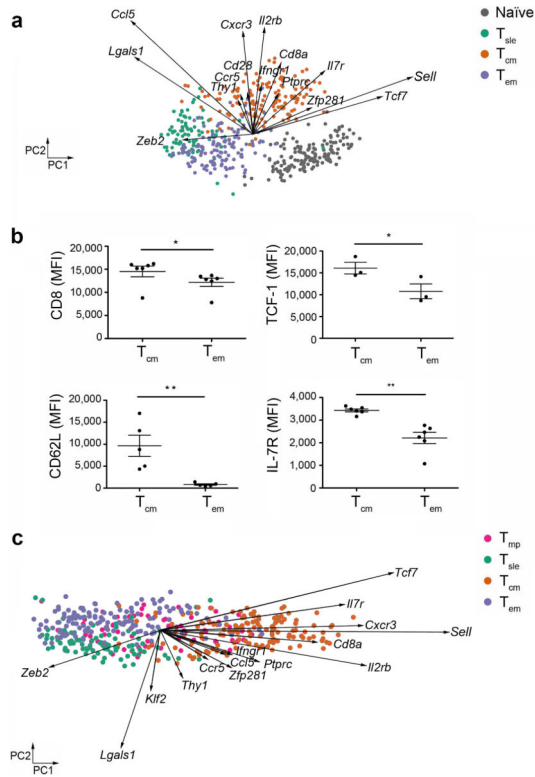 a
Ccl5
Lgals1
Cxcr3
Il2rb
Cd28
Cd8a
Ccr5
Ifngr1
Il7r
Thy1
Ptprc
Sell
Zfp281
Tcf7
Zeb2
PC2
PC1
Naïve
Tsle
Tcm
Tem
b
CD8 (MFI)
20,000
15,000
10,000
5,000
0
*
Tcm
Tem
TCF-1 (MFI)
20,000
15,000
10,000
5,000
0
*
Tcm
Tem
CD62L (MFI)
20,000
15,000
10,000
5,000
0
**
Tcm
Tem
IL-7R (MFI)
4,000
3,000
2,000
1,000
0
**
Tcm
Tem
c
Tcf7
Il7r
Cxcr3
Sell
Cd8a
Ifngr1
Ccl5
Ptprc
Ccr5
Zfp281
Il2rb
Zeb2
Klf2
Thy1
Lgals1
PC2
PC1
Tmp
Tsle
Tcm
Tem